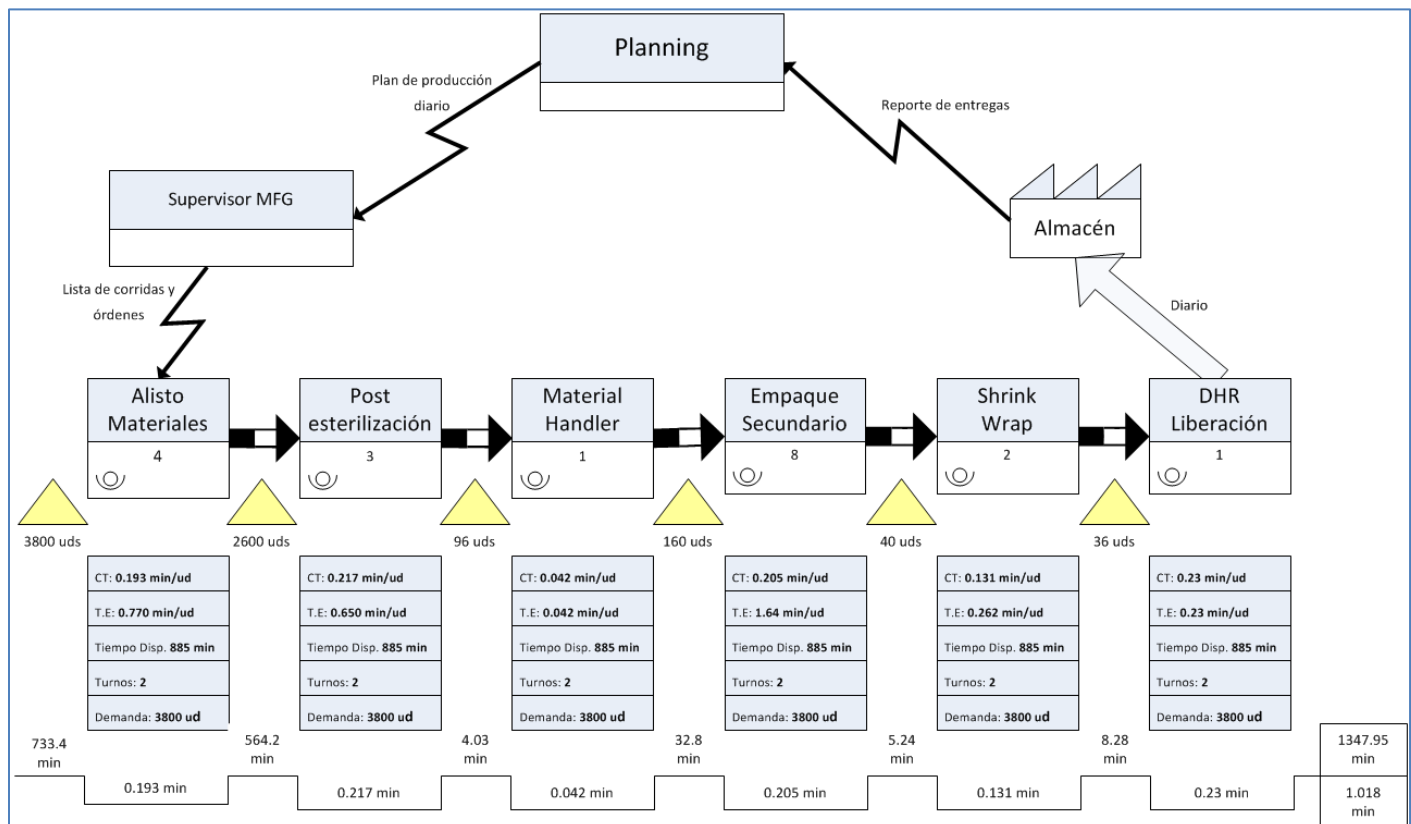 Planning
Plan de producción
diario
Reporte de entregas
Supervisor MFG
Almacén
Lista de corridas y
órdenes
Diario
Alisto
Materiales
4
Post
esterilización
3
Material
Handler
1
Empaque
Secundario
8
Shrink
Wrap
2
DHR
Liberación
1
3800 uds
2600 uds
96 uds
160 uds
40 uds
36 uds
CT: 0.193 min/ud
T.E: 0.770 min/ud
Tiempo Disp. 885 min
Turnos: 2
Demanda: 3800 ud
CT: 0.217 min/ud
T.E: 0.650 min/ud
Tiempo Disp. 885 min
Turnos: 2
Demanda: 3800 ud
CT: 0.042 min/ud
T.E: 0.042 min/ud
Tiempo Disp. 885 min
Turnos: 2
Demanda: 3800 ud
CT: 0.205 min/ud
T.E: 1.64 min/ud
Tiempo Disp. 885 min
Turnos: 2
Demanda: 3800 ud
CT: 0.131 min/ud
T.E: 0.262 min/ud
Tiempo Disp. 885 min
Turnos: 2
Demanda: 3800 ud
CT: 0.23 min/ud
T.E: 0.23 min/ud
Tiempo Disp. 885 min
Turnos: 2
Demanda: 3800 ud
733.4
min
0.193 min
564.2
min
0.217 min
4.03
min
0.042 min
32.8
min
0.205 min
5.24
min
0.131 min
8.28
min
0.23 min
1347.95
min
1.018
min